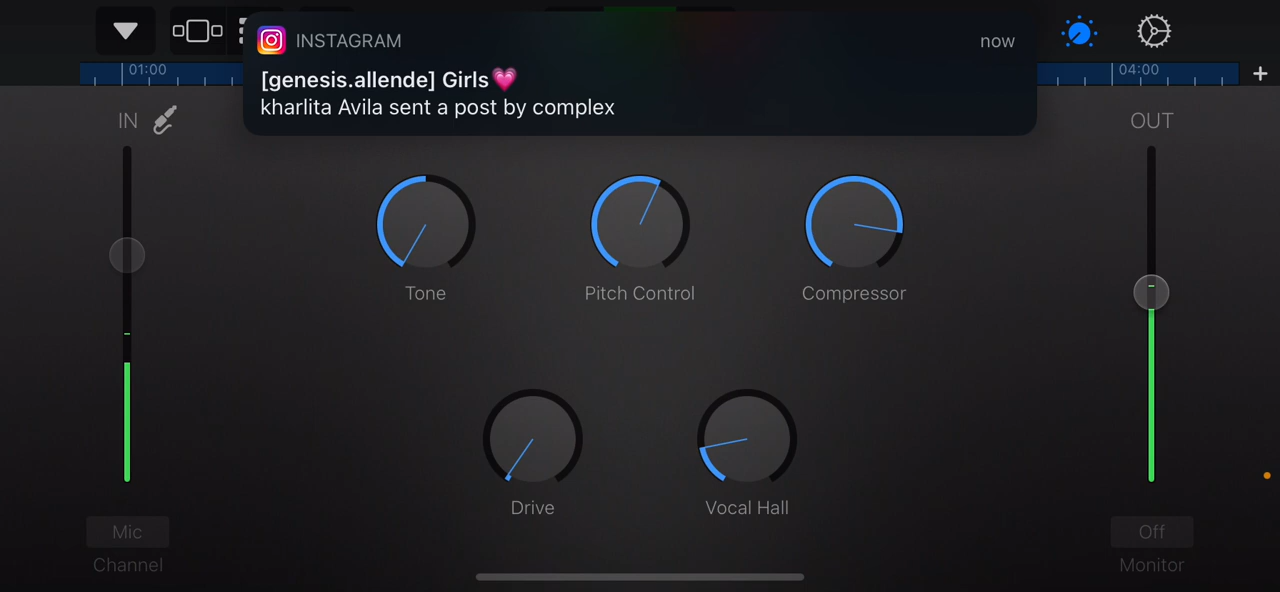 INSTAGRAM
now
[genesis.allende] Girls💗
kharlita Avila sent a post by complex
01:00
04:00
IN
OUT
Tone
Pitch Control
Compressor
Drive
Vocal Hall
Mic
Channel
Off
Monitor